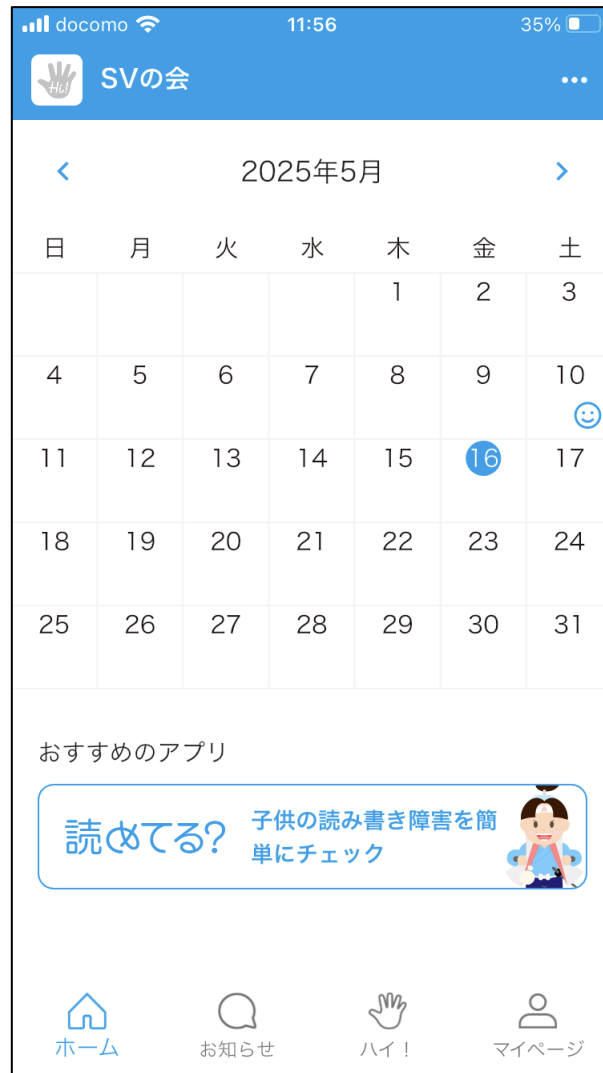 docomo 11:56 35%
Hi!
SVの会
2025年5月
日 月 火 水 木 金 土
1 2 3
4 5 6 7 8 9 10
11 12 13 14 15 16 17
18 19 20 21 22 23 24
25 26 27 28 29 30 31
おすすめのアプリ
読めてる?
子供の読み書き障害を簡
単にチェック
ホーム お知らせ ハイ! マイページ